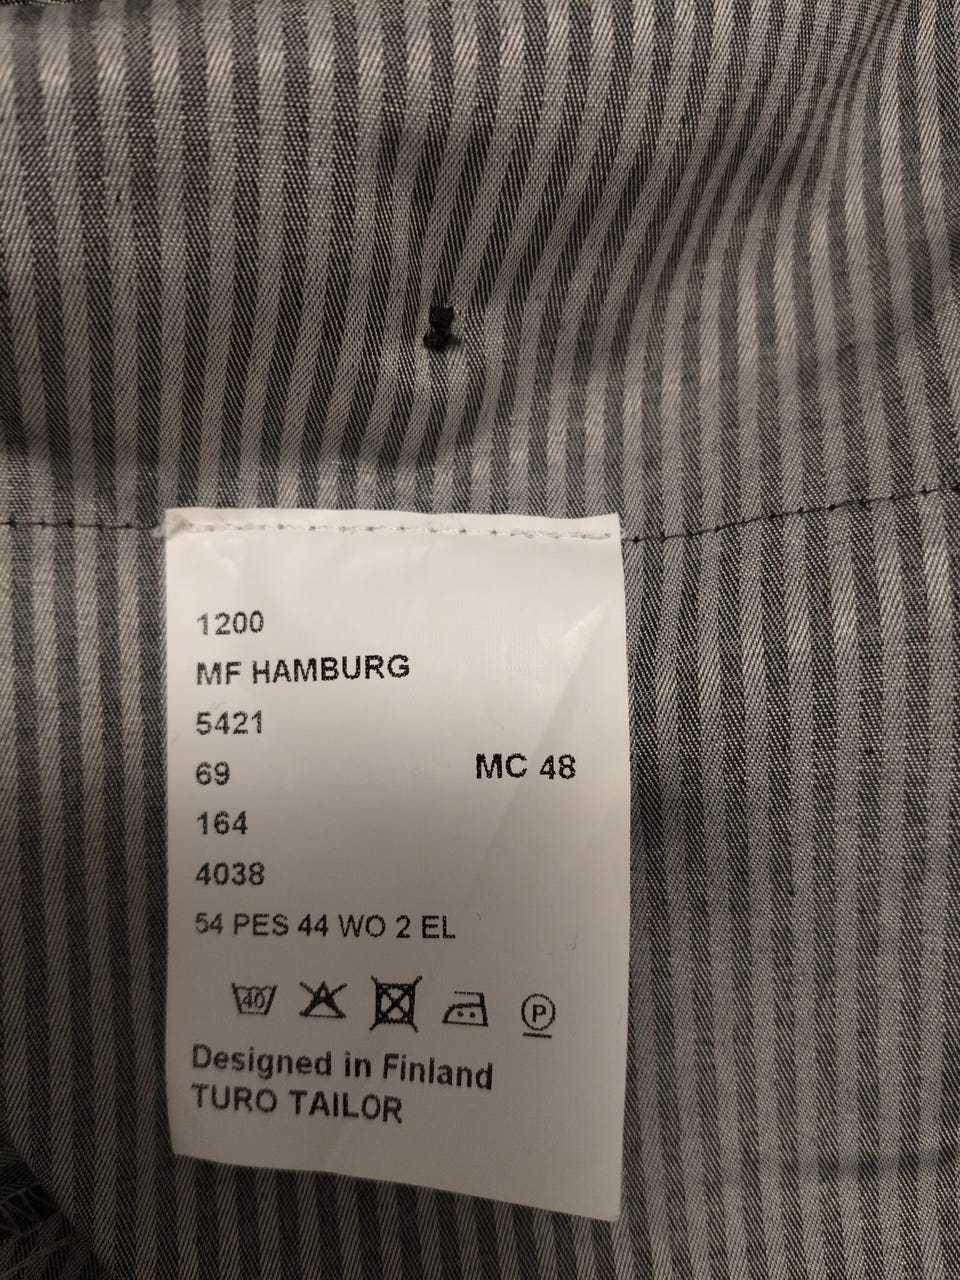 1200
MF HAMBURG
5421
69 MC 48
164
4038
54 PES 44 WO 2 EL
40 P
Designed in Finland
TURO TAILOR